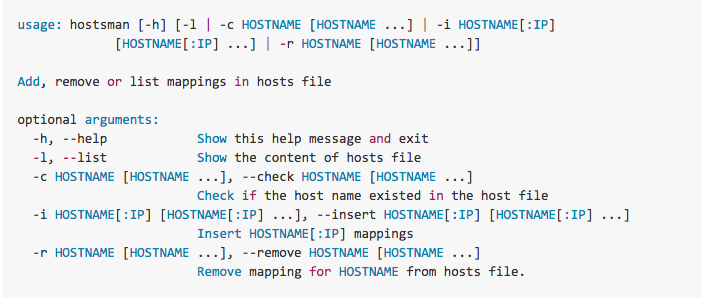 usage: hostsman [-h] [-l | -c HOSTNAME [HOSTNAME ...] | -i HOSTNAME[:IP]
[HOSTNAME[:IP] ...] | -r HOSTNAME [HOSTNAME ...]]
Add, remove or list mappings in hosts file
optional arguments:
-h, --help Show this help message and exit
-l, --list Show the content of hosts file
-c HOSTNAME [HOSTNAME ...], --check HOSTNAME [HOSTNAME ...]
Check if the host name existed in the host file
-i HOSTNAME[:IP] [HOSTNAME[:IP] ...], --insert HOSTNAME[:IP] [HOSTNAME[:IP] ...]
Insert HOSTNAME[:IP] mappings
-r HOSTNAME [HOSTNAME ...], --remove HOSTNAME [HOSTNAME ...]
Remove mapping for HOSTNAME from hosts file.